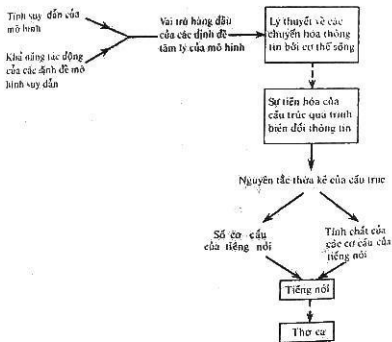 Tính suy dẫn của
mô hình
Khả năng tác động
của các định đề mô
hình suy dẫn
Vai trò hàng đầu
của các định đề
tâm lý của mô hình
Lý thuyết về các
chuyển hóa thông
tin bởi cơ thể sống
Sự tiến hóa của
cấu trúc quá trình
biến đổi thông tin
Nguyên tắc thừa kế của cấu trúc
Số cơ cấu
của tiếng nói
Tính chất của
các cơ cấu của
tiếng nói
Tiếng nói
Thơ ca